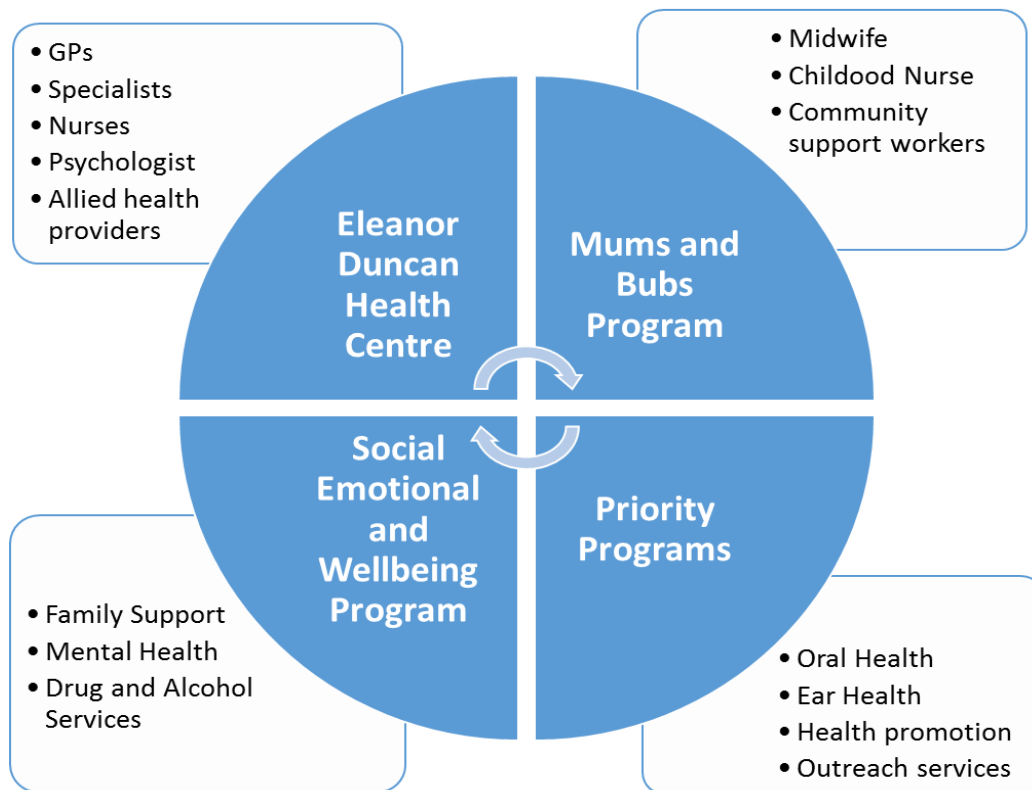 • GPs
• Specialists
• Nurses
• Psychologist
• Allied health
providers
Eleanor
Duncan
Health
Centre
• Midwife
• Childood Nurse
• Community
support workers
Mums and
Bubs
Program
Social
Emotional
and
Wellbeing
Program
• Family Support
• Mental Health
• Drug and Alcohol
Services
Priority
Programs
• Oral Health
• Ear Health
• Health promotion
• Outreach services